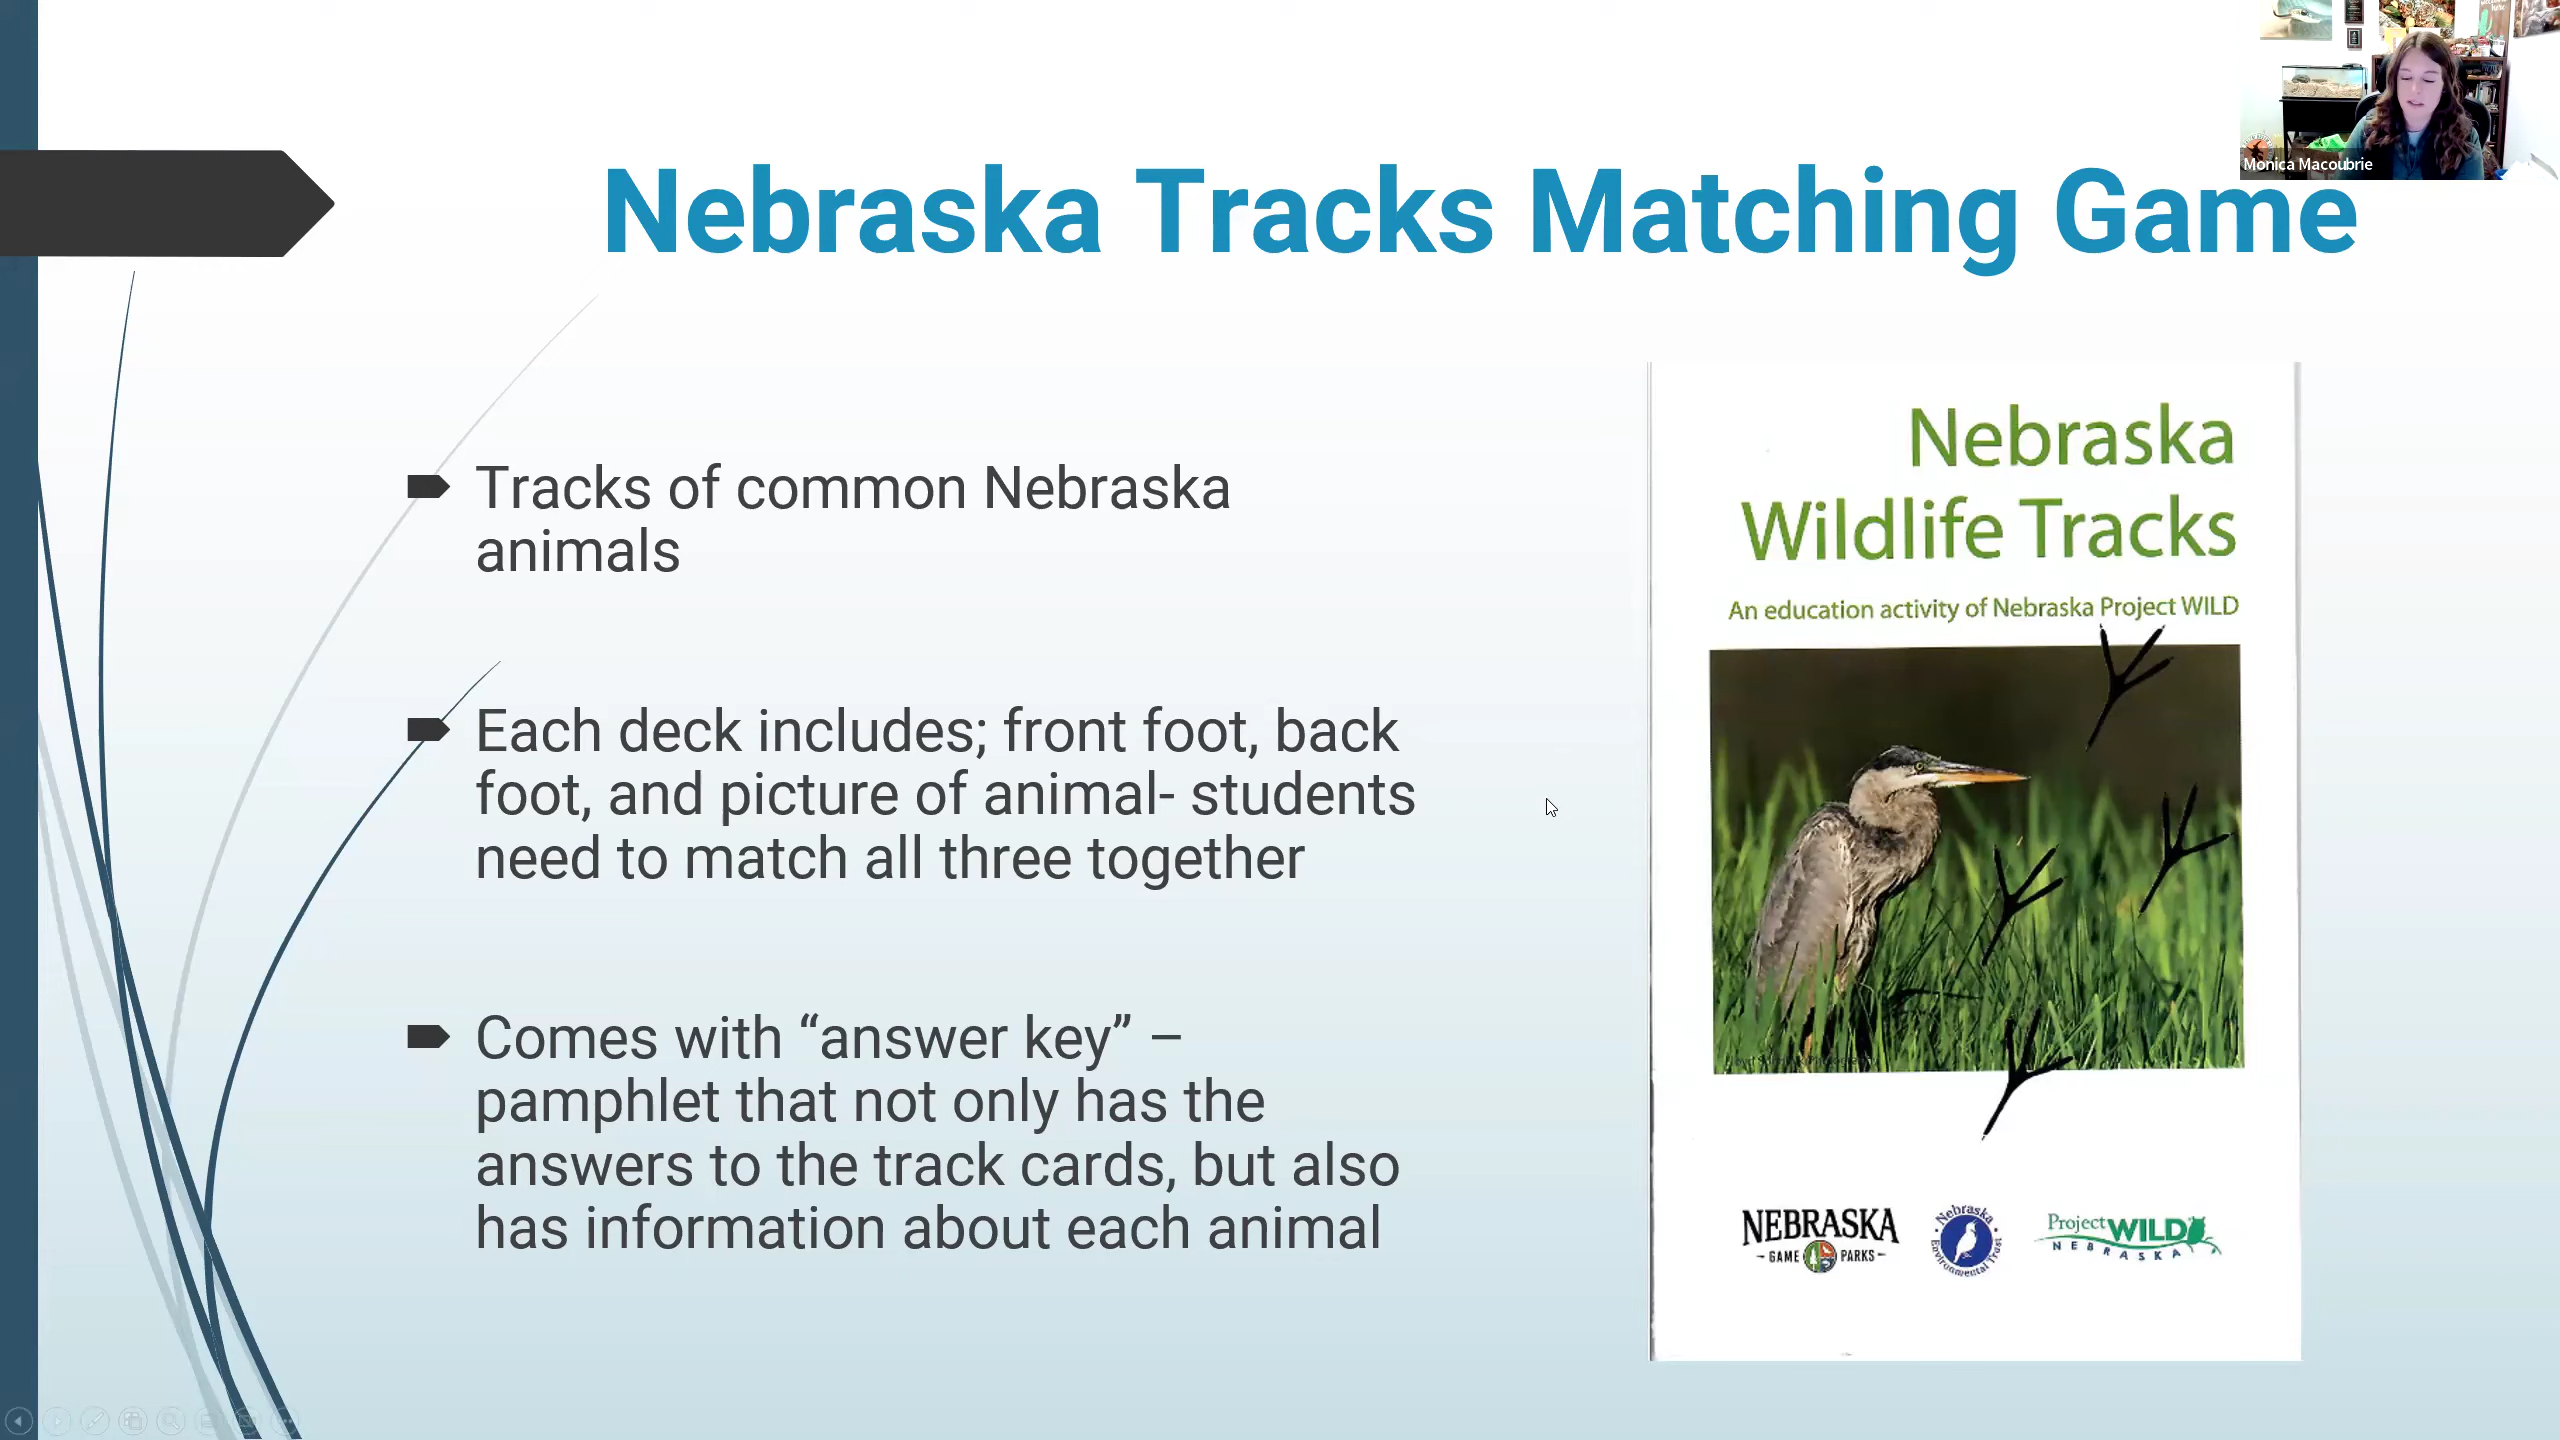 Monica Macoubrie
Nebraska Tracks Matching Game
Tracks of common Nebraska
animals
Each deck includes; front foot, back
foot, and picture of animal- students
need to match all three together
Comes with “answer key” –
pamphlet that not only has the
answers to the track cards, but also
has information about each animal
Nebraska
Wildlife Tracks
An education activity of Nebraska Project WILD
NEBRASKA
GAME PARKS
Nebraska
Environmental Trust
Project WILD
NEBRASKA